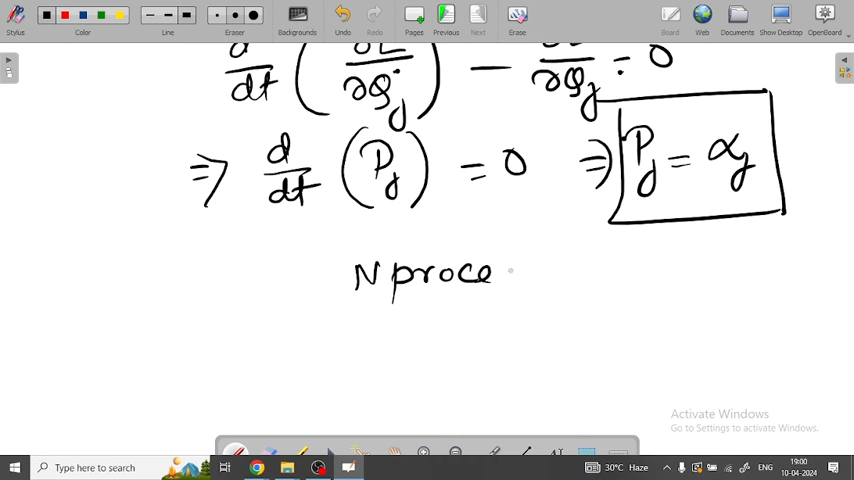 Stylus
Color
Line
Eraser
Backgrounds
Undo
Redo
Pages
Previous
Next
Erase
Board
Web
Documents
Show Desktop
OpenBoard
d/dt (∂L/∂Q̇j) - ∂L/∂Qj = 0
⇒ d/dt (Pj) = 0 ⇒ Pj = αj
N proce
Activate Windows
Go to Settings to activate Windows.
Type here to search
30°C Haze
ENG
19:00
10-04-2024